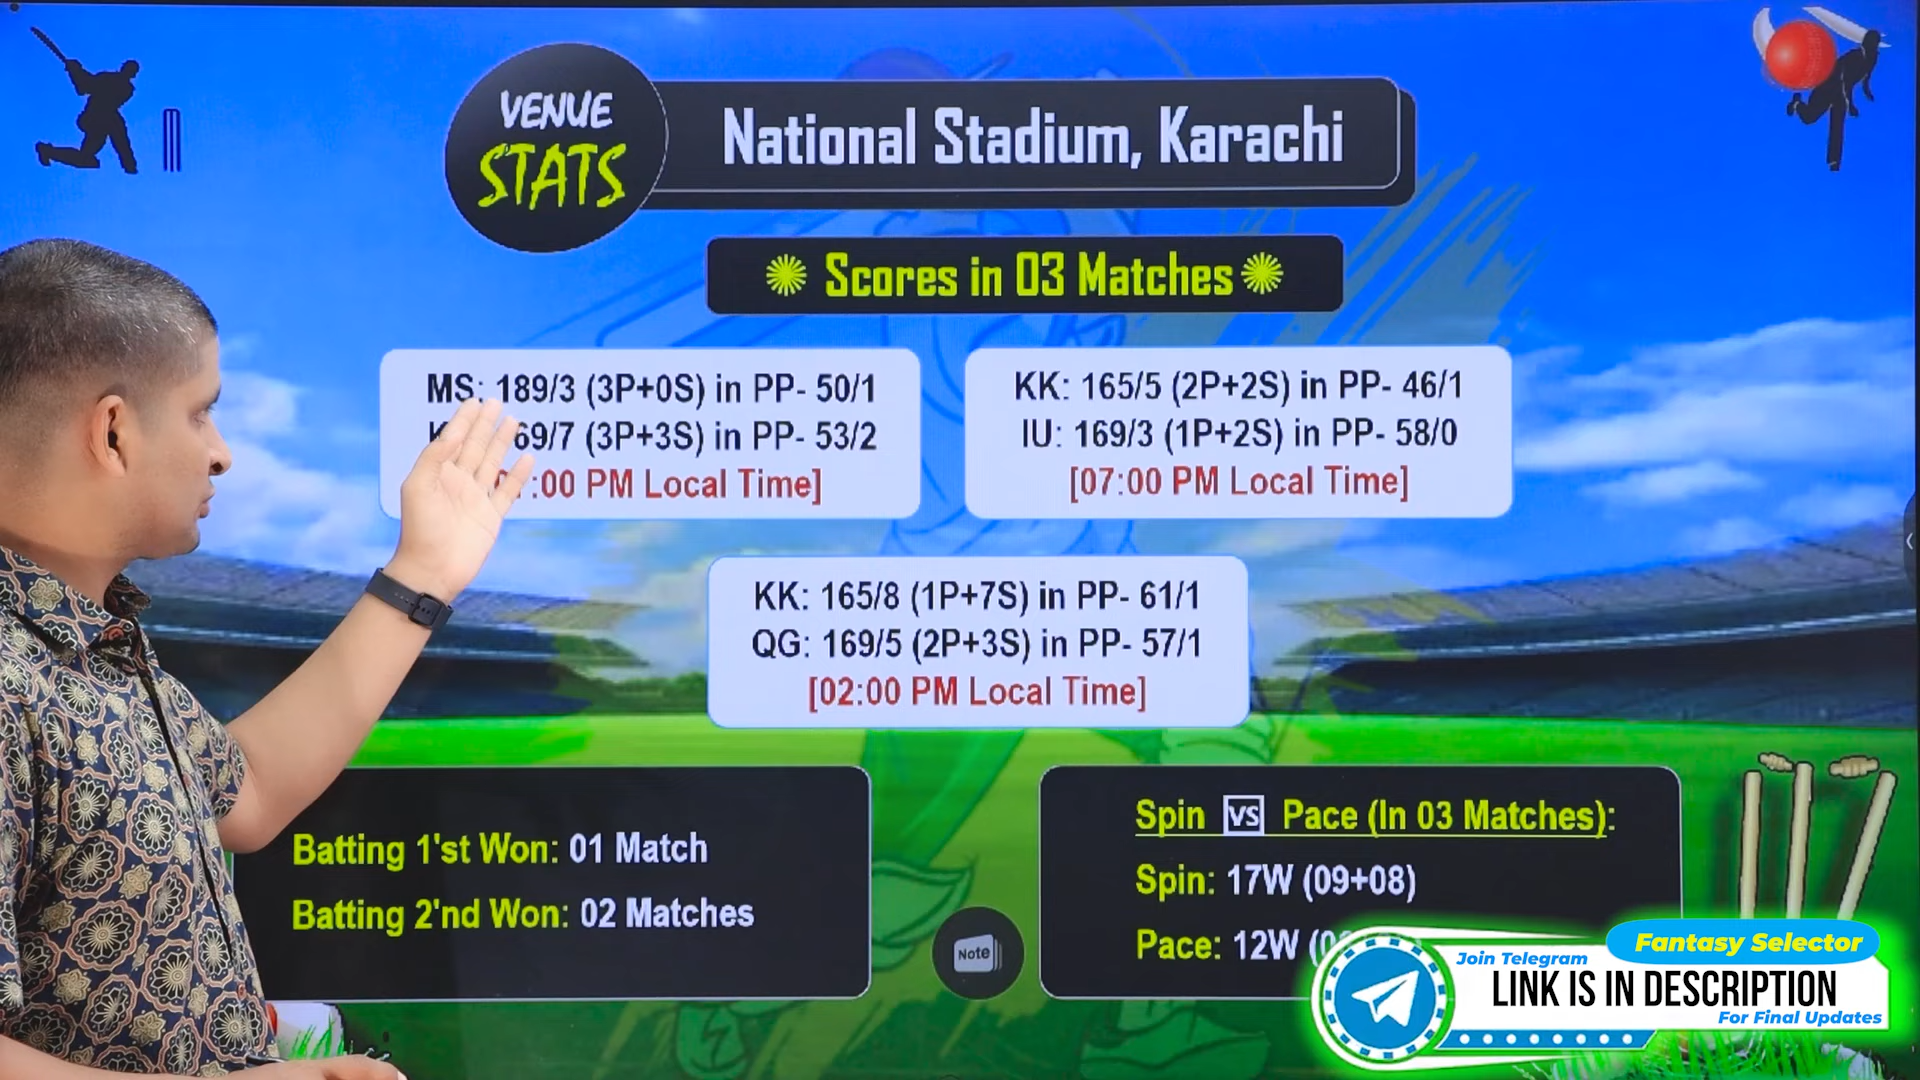 VENUE
STATS
National Stadium, Karachi
Scores in 03 Matches
MS: 189/3 (3P+0S) in PP- 50/1
69/7 (3P+3S) in PP- 53/2
:00 PM Local Time]
KK: 165/5 (2P+2S) in PP- 46/1
IU: 169/3 (1P+2S) in PP- 58/0
[07:00 PM Local Time]
KK: 165/8 (1P+7S) in PP- 61/1
QG: 169/5 (2P+3S) in PP- 57/1
[02:00 PM Local Time]
Batting 1'st Won: 01 Match
Batting 2'nd Won: 02 Matches
Note
Spin VS Pace (In 03 Matches):
Spin: 17W (09+08)
Pace: 12W
Fantasy Selector
Join Telegram
LINK IS IN DESCRIPTION
For Final Updates